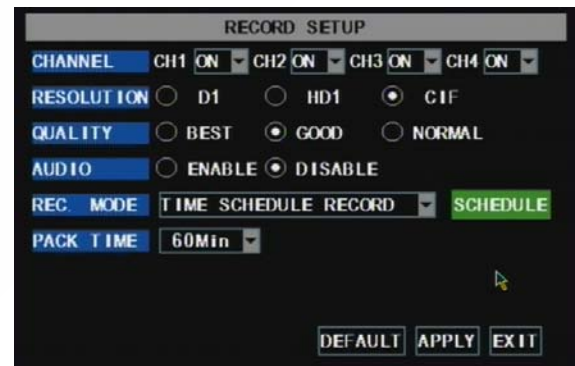 RECORD SETUP
CHANNEL CH1 ON CH2 ON CH3 ON CH4 ON
RESOLUTION D1 HD1 CIF
QUALITY BEST GOOD NORMAL
AUDIO ENABLE DISABLE
REC. MODE TIME SCHEDULE RECORD SCHEDULE
PACK TIME 60Min
DEFAULT APPLY EXIT